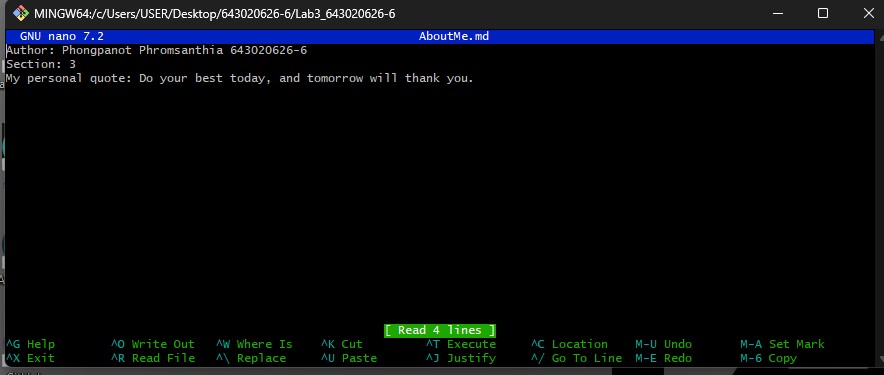 MINGW64:/c/Users/USER/Desktop/643020626-6/Lab3_643020626-6
GNU nano 7.2 AboutMe.md
Author: Phongpanot Phromsanthia 643020626-6
Section: 3
My personal quote: Do your best today, and tomorrow will thank you.
[ Read 4 lines ]
^G Help ^O Write Out ^W Where Is ^K Cut ^T Execute ^C Location M-U Undo M-A Set Mark
^X Exit ^R Read File ^\ Replace ^U Paste ^J Justify ^/ Go To Line M-E Redo M-6 Copy